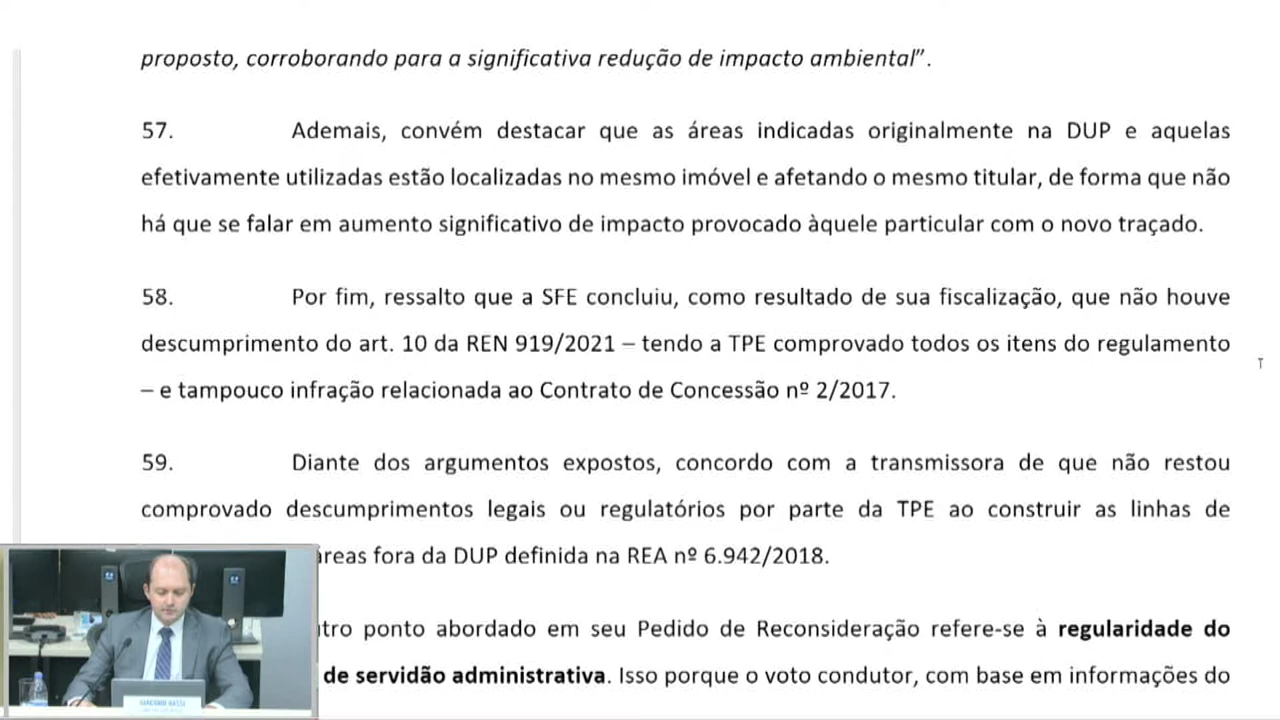 proposto, corroborando para a significativa redução de impacto ambiental”.
57. Ademais, convém destacar que as áreas indicadas originalmente na DUP e aquelas
efetivamente utilizadas estão localizadas no mesmo imóvel e afetando o mesmo titular, de forma que não
há que se falar em aumento significativo de impacto provocado àquele particular com o novo traçado.
58. Por fim, ressalto que a SFE concluiu, como resultado de sua fiscalização, que não houve
descumprimento do art. 10 da REN 919/2021 – tendo a TPE comprovado todos os itens do regulamento
– e tampouco infração relacionada ao Contrato de Concessão nº 2/2017.
59. Diante dos argumentos expostos, concordo com a transmissora de que não restou
comprovado descumprimentos legais ou regulatórios por parte da TPE ao construir as linhas de
áreas fora da DUP definida na REA nº 6.942/2018.
tro ponto abordado em seu Pedido de Reconsideração refere-se à regularidade do
de servidão administrativa. Isso porque o voto condutor, com base em informações do